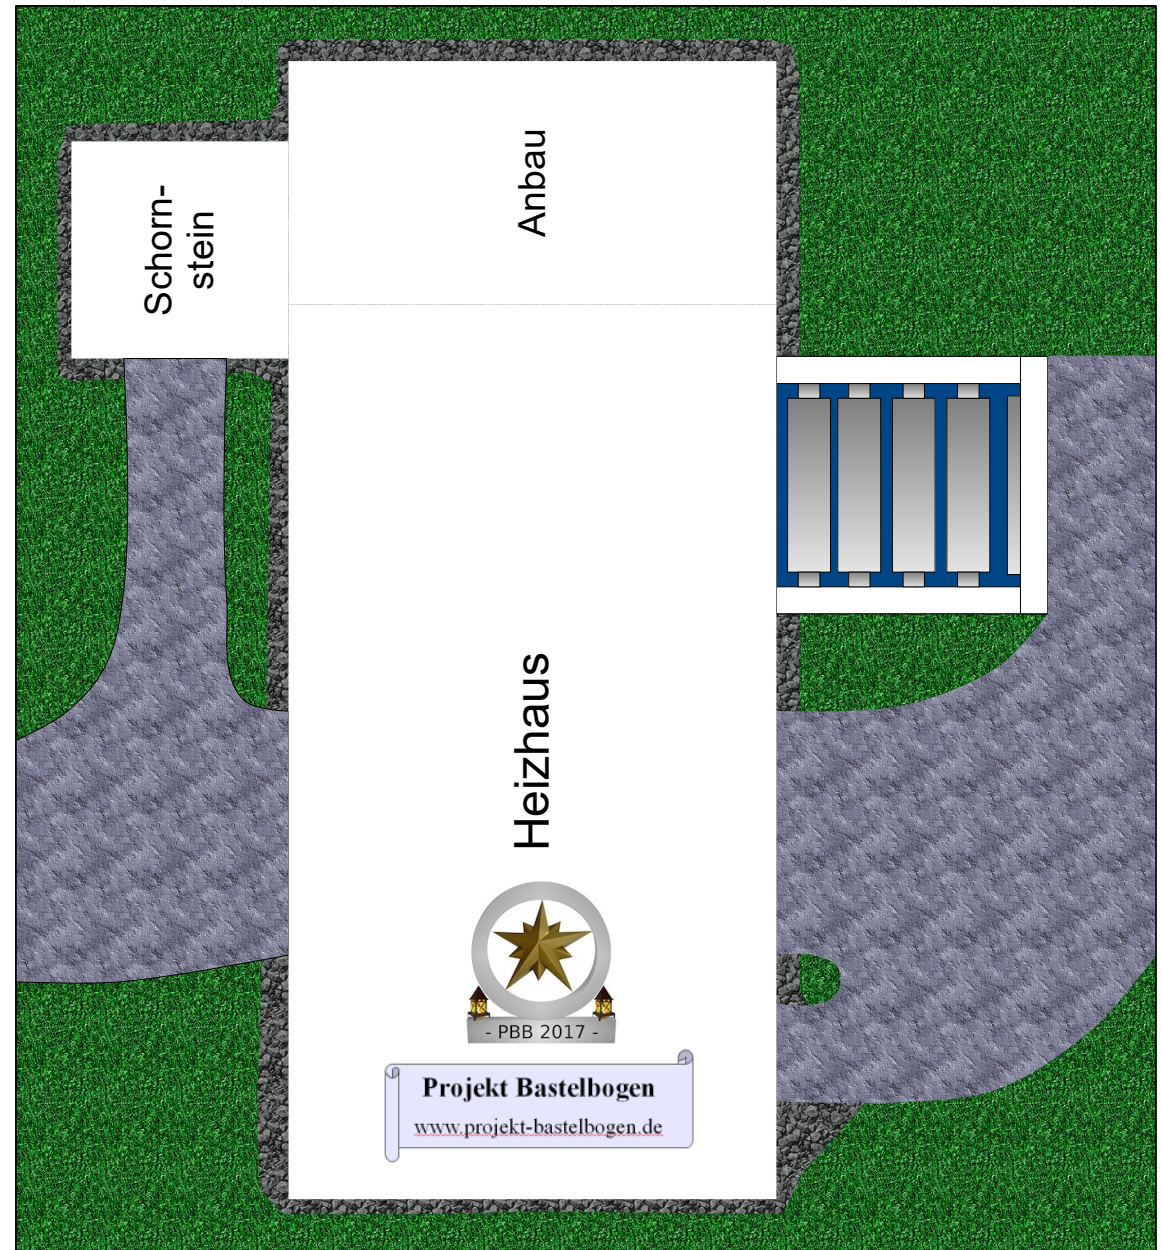 Anbau
Schorn-
stein
Heizhaus
- PBB 2017 -
Projekt Bastelbogen
www.projekt-bastelbogen.de